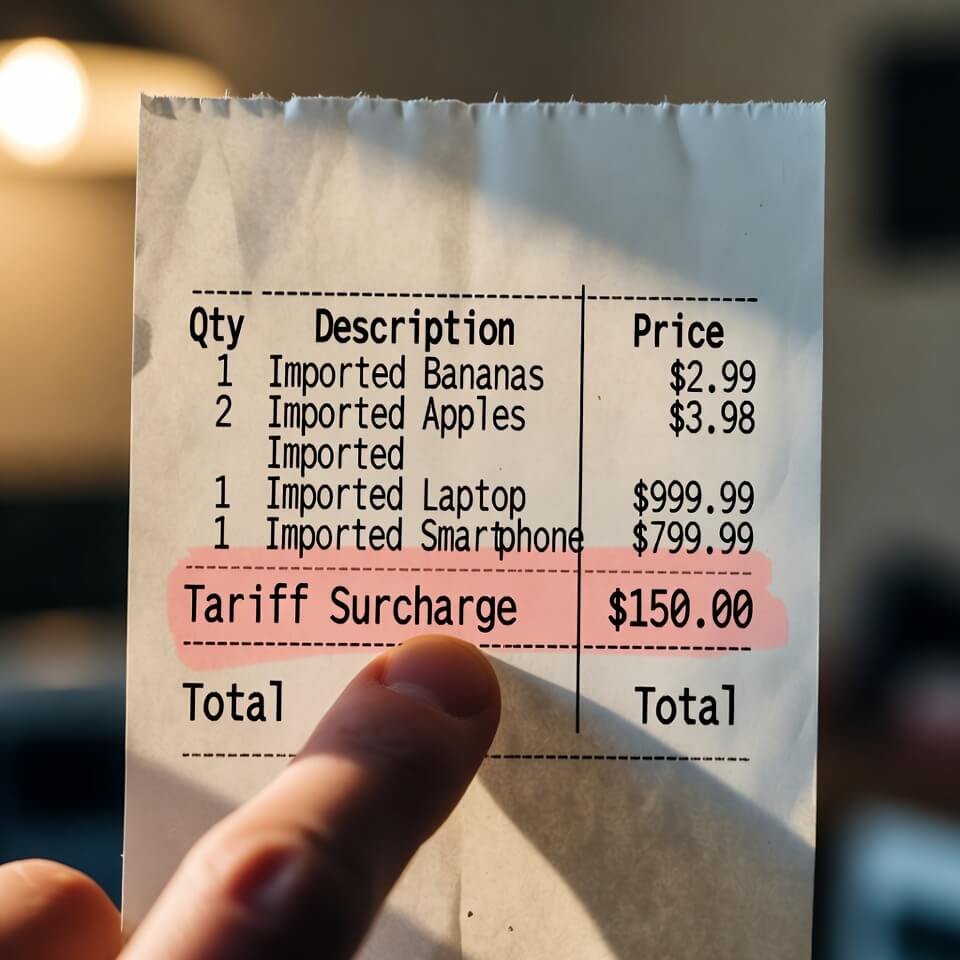 Qty Description Price
1 Imported Bananas $2.99
2 Imported Apples $3.98
Imported
1 Imported Laptop $999.99
1 Imported Smartphone $799.99
Tariff Surcharge $150.00
Total Total